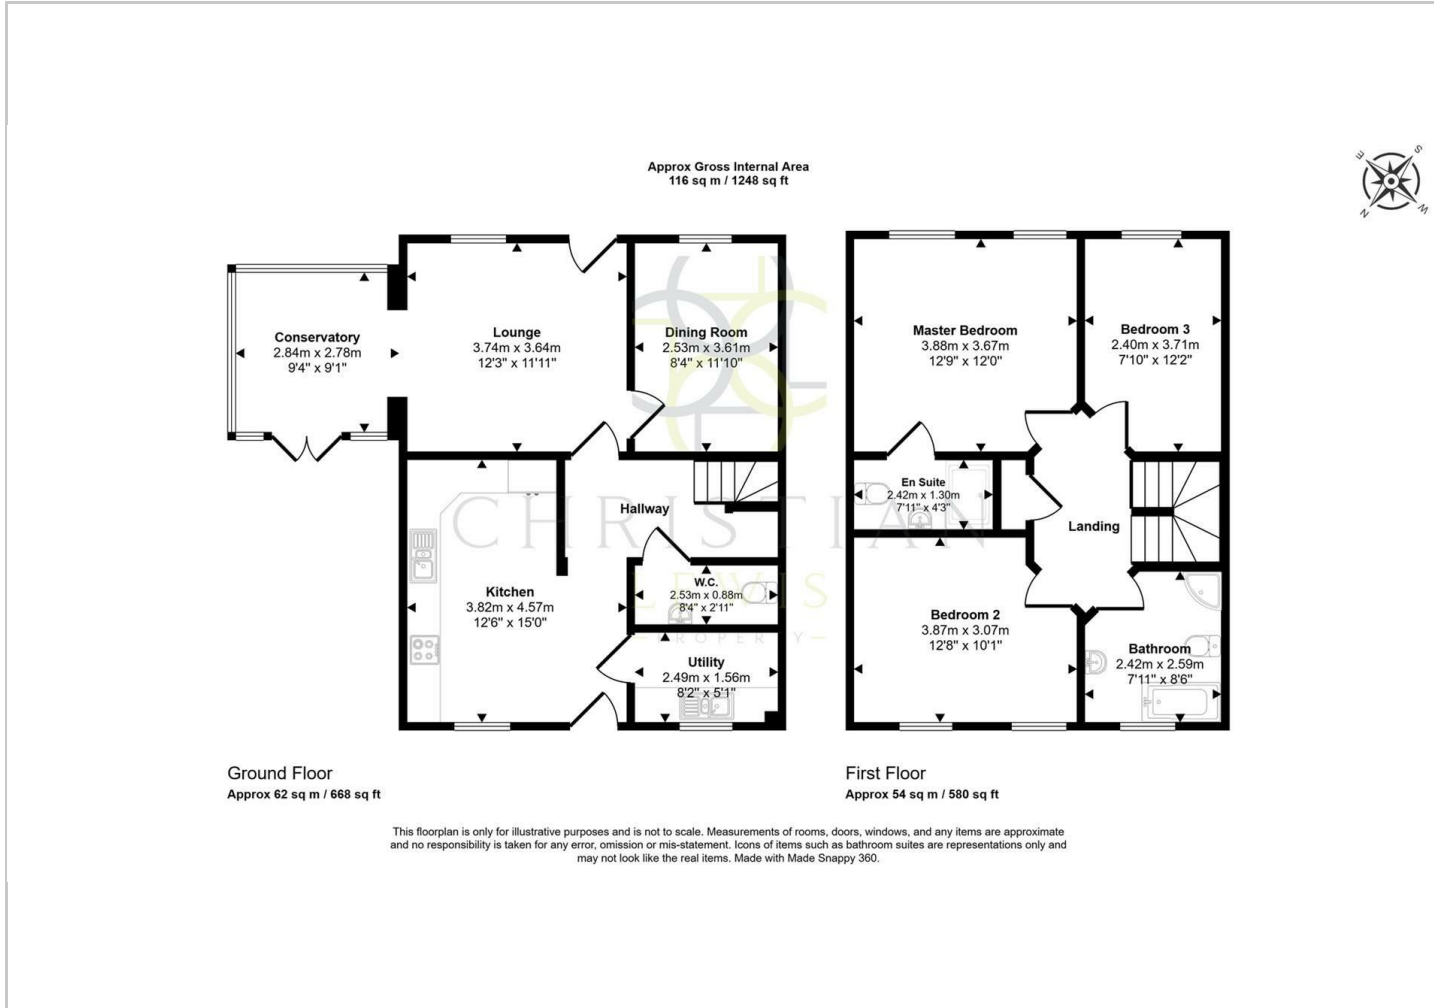 Approx Gross Internal Area
116 sq m / 1248 sq ft
E
S
N
W
Conservatory
2.84m x 2.78m
9'4" x 9'1"
Lounge
3.74m x 3.64m
12'3" x 11'11"
Dining Room
2.53m x 3.61m
8'4" x 11'10"
Kitchen
3.82m x 4.57m
12'6" x 15'0"
Hallway
W.C.
2.53m x 0.88m
8'4" x 2'11"
Utility
2.49m x 1.56m
8'2" x 5'1"
Master Bedroom
3.88m x 3.67m
12'9" x 12'0"
Bedroom 3
2.40m x 3.71m
7'10" x 12'2"
En Suite
2.42m x 1.30m
7'11" x 4'3"
Landing
Bedroom 2
3.87m x 3.07m
12'8" x 10'1"
Bathroom
2.42m x 2.59m
7'11" x 8'6"
CHRISTIAN
LEWIS
PROPERTY
Ground Floor
Approx 62 sq m / 668 sq ft
First Floor
Approx 54 sq m / 580 sq ft
This floorplan is only for illustrative purposes and is not to scale. Measurements of rooms, doors, windows, and any items are approximate
and no responsibility is taken for any error, omission or mis-statement. Icons of items such as bathroom suites are representations only and
may not look like the real items. Made with Made Snappy 360.